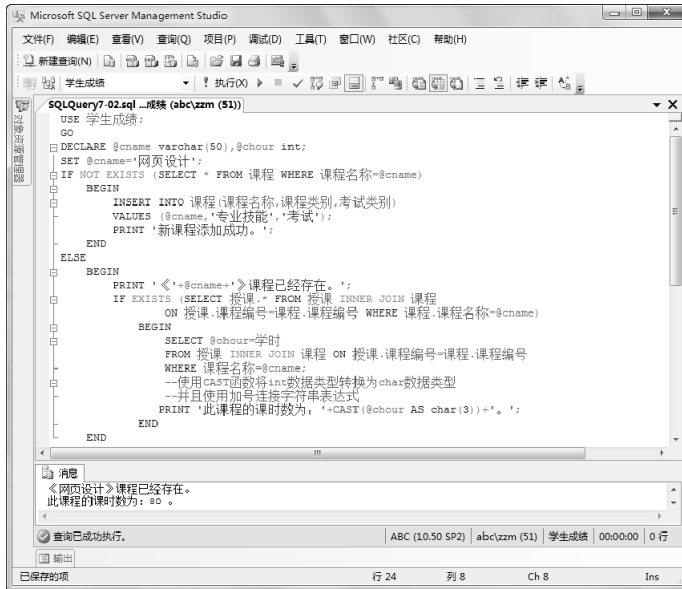 Microsoft SQL Server Management Studio
文件(F) 编辑(E) 查看(V) 查询(Q) 项目(P) 调试(D) 工具(T) 窗口(W) 社区(C) 帮助(H)
新建查询(N)
学生成绩 执行(X)
SQLQuery7-02.sql ...成绩 (abc\zzm (51))
对象资源管理器
USE 学生成绩;
GO
DECLARE @cname varchar(50),@chour int;
SET @cname='网页设计';
IF NOT EXISTS (SELECT * FROM 课程 WHERE 课程名称=@cname)
BEGIN
INSERT INTO 课程(课程名称,课程类别,考试类别)
VALUES (@cname,'专业技能','考试');
PRINT '新课程添加成功。';
END
ELSE
BEGIN
PRINT '《'+@cname+'》课程已经存在。';
IF EXISTS (SELECT 授课.* FROM 授课 INNER JOIN 课程
ON 授课.课程编号=课程.课程编号 WHERE 课程.课程名称=@cname)
BEGIN
SELECT @chour=学时
FROM 授课 INNER JOIN 课程 ON 授课.课程编号=课程.课程编号
WHERE 课程名称=@cname;
--使用CAST函数将int数据类型转换为char数据类型
--并且使用加号连接字符串表达式
PRINT '此课程的课时数为：'+CAST(@chour AS char(3))+'。';
END
END
消息
《网页设计》课程已经存在。
此课程的课时数为：80 。
查询已成功执行。 ABC (10.50 SP2) abc\zzm (51) 学生成绩 00:00:00 0 行
输出
已保存的项 行 24 列 8 Ch 8 Ins